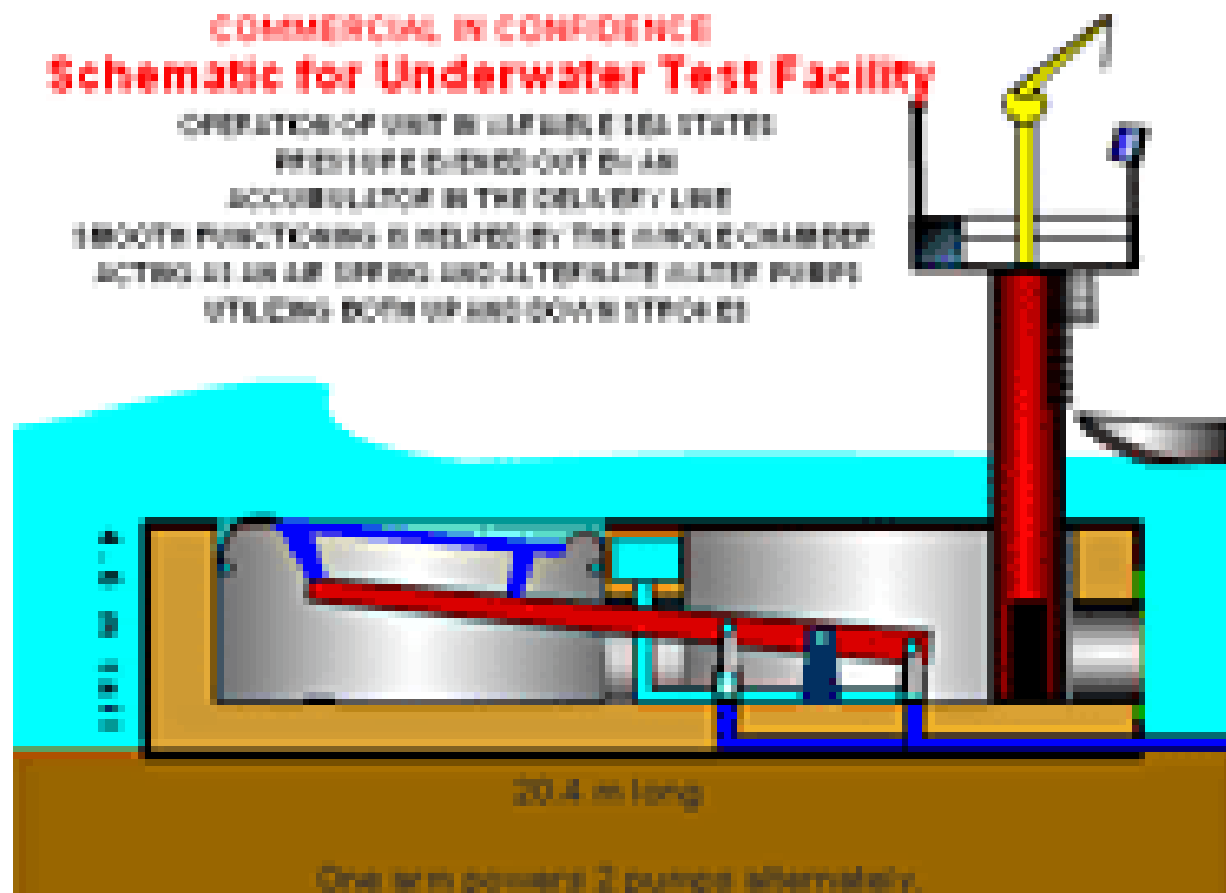 COMMERCIAL IN CONFIDENCE
Schematic for Underwater Test Facility
OPERATION OF UNIT IN VARIABLE SEA STATES
PRESSURE EVENED OUT BY AN
ACCUMULATOR IN THE DELIVERY LINE
SMOOTH FUNCTIONING IS HELPED BY THE WHOLE CHAMBER
ACTING AS AN AIR SPRING AND ALTERNATE WATER PUMPS
UTILIZING BOTH UP AND DOWN STROKES
20.4 m long
One arm powers 2 pumps alternately.